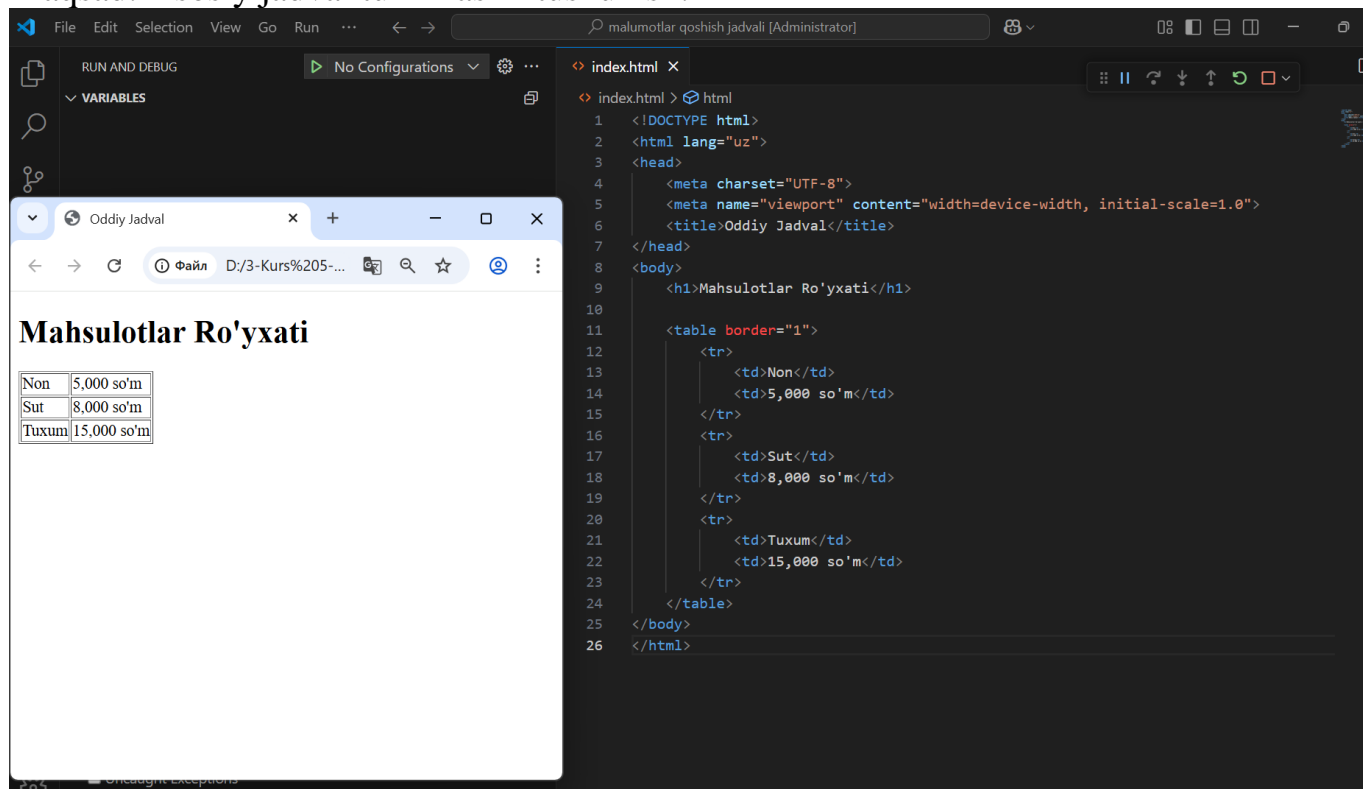 File Edit Selection View Go Run ··· malumotlar qoshish jadvali [Administrator]
RUN AND DEBUG No Configurations
VARIABLES
Oddiy Jadval
Файл D:/3-Kurs%205-...
Mahsulotlar Ro'yxati
Non 5,000 so'm
Sut 8,000 so'm
Tuxum 15,000 so'm
Uncaught Exceptions
index.html
index.html > html
1 <!DOCTYPE html>
2 <html lang="uz">
3 <head>
4 <meta charset="UTF-8">
5 <meta name="viewport" content="width=device-width, initial-scale=1.0">
6 <title>Oddiy Jadval</title>
7 </head>
8 <body>
9 <h1>Mahsulotlar Ro'yxati</h1>
10
11 <table border="1">
12 <tr>
13 <td>Non</td>
14 <td>5,000 so'm</td>
15 </tr>
16 <tr>
17 <td>Sut</td>
18 <td>8,000 so'm</td>
19 </tr>
20 <tr>
21 <td>Tuxum</td>
22 <td>15,000 so'm</td>
23 </tr>
24 </table>
25 </body>
26 </html>